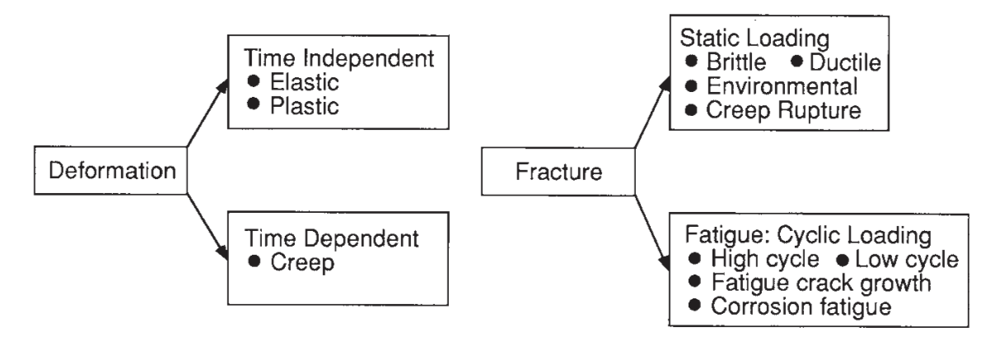 Deformation
Time Independent
● Elastic
● Plastic
Time Dependent
● Creep
Fracture
Static Loading
● Brittle ● Ductile
● Environmental
● Creep Rupture
Fatigue: Cyclic Loading
● High cycle ● Low cycle
● Fatigue crack growth
● Corrosion fatigue